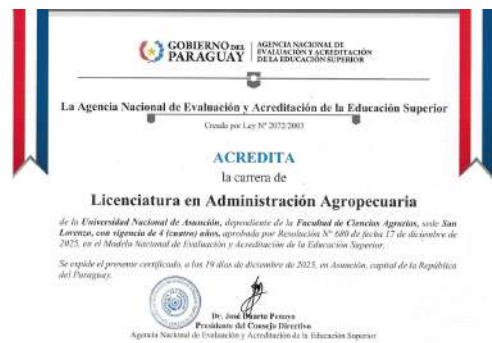 GOBIERNO DEL
PARAGUAY
AGENCIA NACIONAL DE
EVALUACIÓN Y ACREDITACIÓN
DE LA EDUCACIÓN SUPERIOR
La Agencia Nacional de Evaluación y Acreditación de la Educación Superior
Creada por Ley N° 2072/2003
ACREDITA
la carrera de
Licenciatura en Administración Agropecuaria
de la Universidad Nacional de Asunción, dependiente de la Facultad de Ciencias Agrarias, sede San
Lorenzo, con vigencia de 4 (cuatro) años, aprobada por Resolución N° 680 de fecha 17 de diciembre de
2025, en el Modelo Nacional de Evaluación y Acreditación de la Educación Superior.
Se expide el presente certificado, a los 19 días de diciembre de 2025, en Asunción, capital de la República
del Paraguay.
Dr. José Duarte Penayo
Presidente del Consejo Directivo
Agencia Nacional de Evaluación y Acreditación de la Educación Superior